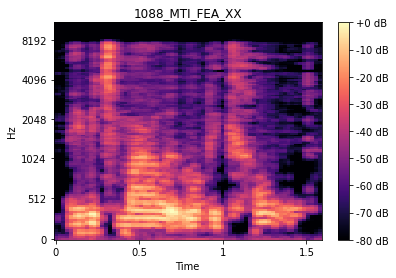 1088_MTI_FEA_XX
+0 dB
8192
-10 dB
4096
-20 dB
-30 dB
2048
Hz
-40 dB
1024
-50 dB
512
-60 dB
-70 dB
0
-80 dB
0
0.5
1
1.5
Time